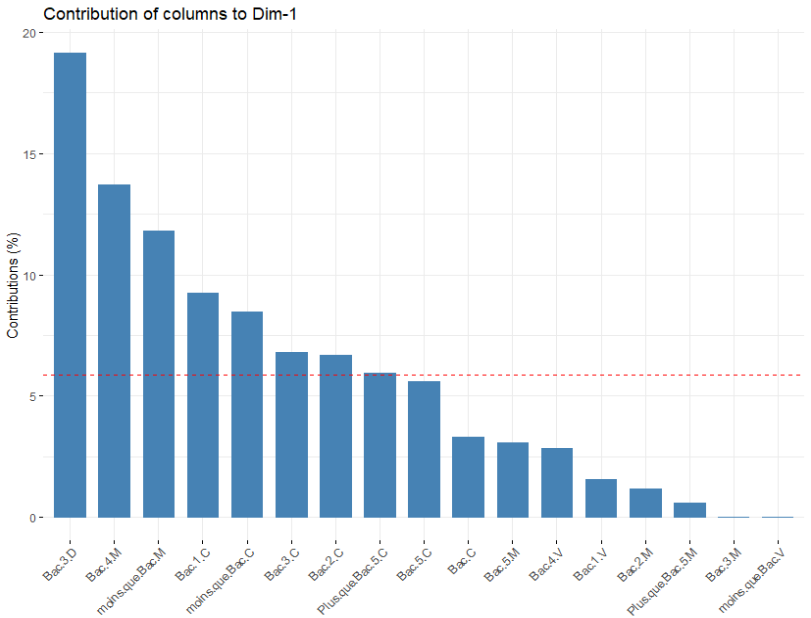 Contribution of columns to Dim-1
Contributions (%)
20
15
10
5
0
Bac.3.D
Bac.4.M
moins.que.Bac.M
Bac.1.C
moins.que.Bac.C
Bac.3.C
Bac.2.C
Plus.que.Bac.5.C
Bac.5.C
Bac.C
Bac.5.M
Bac.4.V
Bac.1.V
Bac.2.M
Plus.que.Bac.5.M
Bac.3.M
moins.que.Bac.V